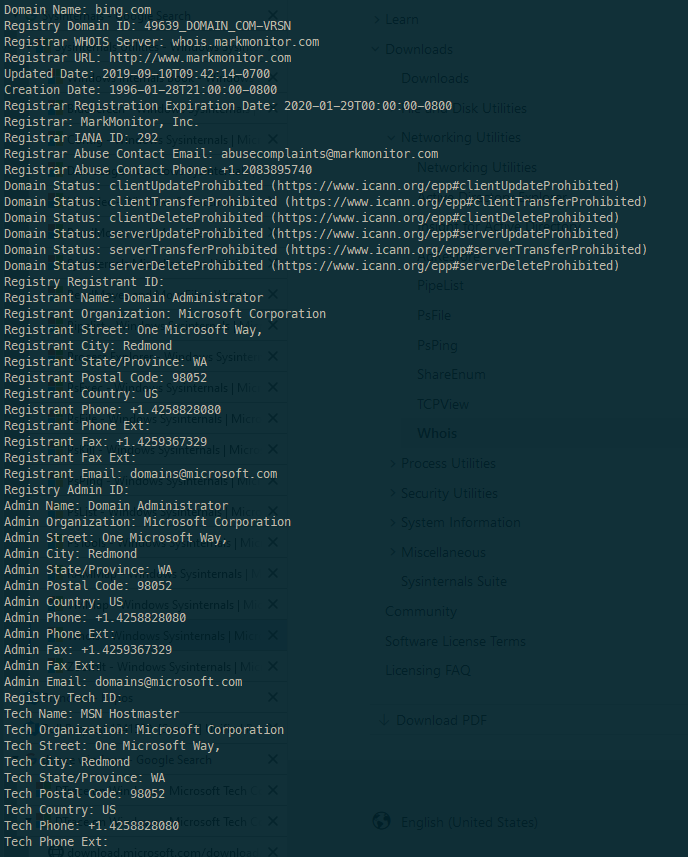 Domain Name: bing.com
Registry Domain ID: 49639_DOMAIN_COM-VRSN
Registrar WHOIS Server: whois.markmonitor.com
Registrar URL: http://www.markmonitor.com
Updated Date: 2019-09-10T09:42:14-0700
Creation Date: 1996-01-28T21:00:00-0800
Registrar Registration Expiration Date: 2020-01-29T00:00:00-0800
Registrar: MarkMonitor, Inc.
Registrar IANA ID: 292
Registrar Abuse Contact Email: abusecomplaints@markmonitor.com
Registrar Abuse Contact Phone: +1.2083895740
Domain Status: clientUpdateProhibited (https://www.icann.org/epp#clientUpdateProhibited)
Domain Status: clientTransferProhibited (https://www.icann.org/epp#clientTransferProhibited)
Domain Status: clientDeleteProhibited (https://www.icann.org/epp#clientDeleteProhibited)
Domain Status: serverUpdateProhibited (https://www.icann.org/epp#serverUpdateProhibited)
Domain Status: serverTransferProhibited (https://www.icann.org/epp#serverTransferProhibited)
Domain Status: serverDeleteProhibited (https://www.icann.org/epp#serverDeleteProhibited)
Registry Registrant ID:
Registrant Name: Domain Administrator
Registrant Organization: Microsoft Corporation
Registrant Street: One Microsoft Way,
Registrant City: Redmond
Registrant State/Province: WA
Registrant Postal Code: 98052
Registrant Country: US
Registrant Phone: +1.4258828080
Registrant Phone Ext:
Registrant Fax: +1.4259367329
Registrant Fax Ext:
Registrant Email: domains@microsoft.com
Registry Admin ID:
Admin Name: Domain Administrator
Admin Organization: Microsoft Corporation
Admin Street: One Microsoft Way,
Admin City: Redmond
Admin State/Province: WA
Admin Postal Code: 98052
Admin Country: US
Admin Phone: +1.4258828080
Admin Phone Ext:
Admin Fax: +1.4259367329
Admin Fax Ext:
Admin Email: domains@microsoft.com
Registry Tech ID:
Tech Name: MSN Hostmaster
Tech Organization: Microsoft Corporation
Tech Street: One Microsoft Way,
Tech City: Redmond
Tech State/Province: WA
Tech Postal Code: 98052
Tech Country: US
Tech Phone: +1.4258828080
Tech Phone Ext:
Learn
Downloads
Downloads
Disk Utilities
Networking Utilities
Networking Utilities
PipeList
PsFile
PsPing
ShareEnum
TCPView
Whois
Process Utilities
Security Utilities
System Information
Miscellaneous
Sysinternals Suite
Community
Software License Terms
Licensing FAQ
Download PDF
English (United States)